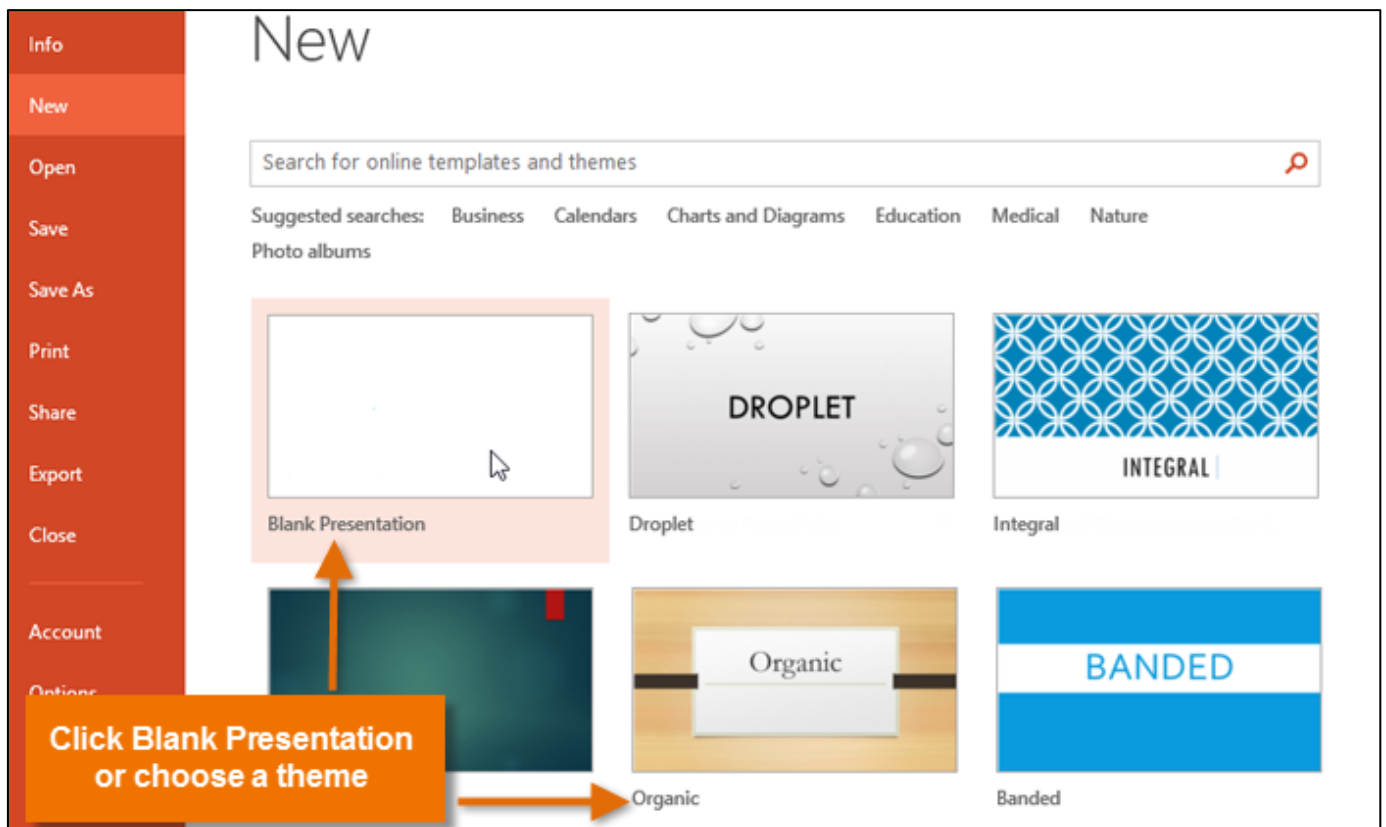 Info
New
Open
Save
Save As
Print
Share
Export
Close
Account
New
Search for online templates and themes
Suggested searches: Business Calendars Charts and Diagrams Education Medical Nature
Photo albums
DROPLET
INTEGRAL
Blank Presentation Droplet Integral
Organic
BANDED
Click Blank Presentation
or choose a theme
Organic Banded